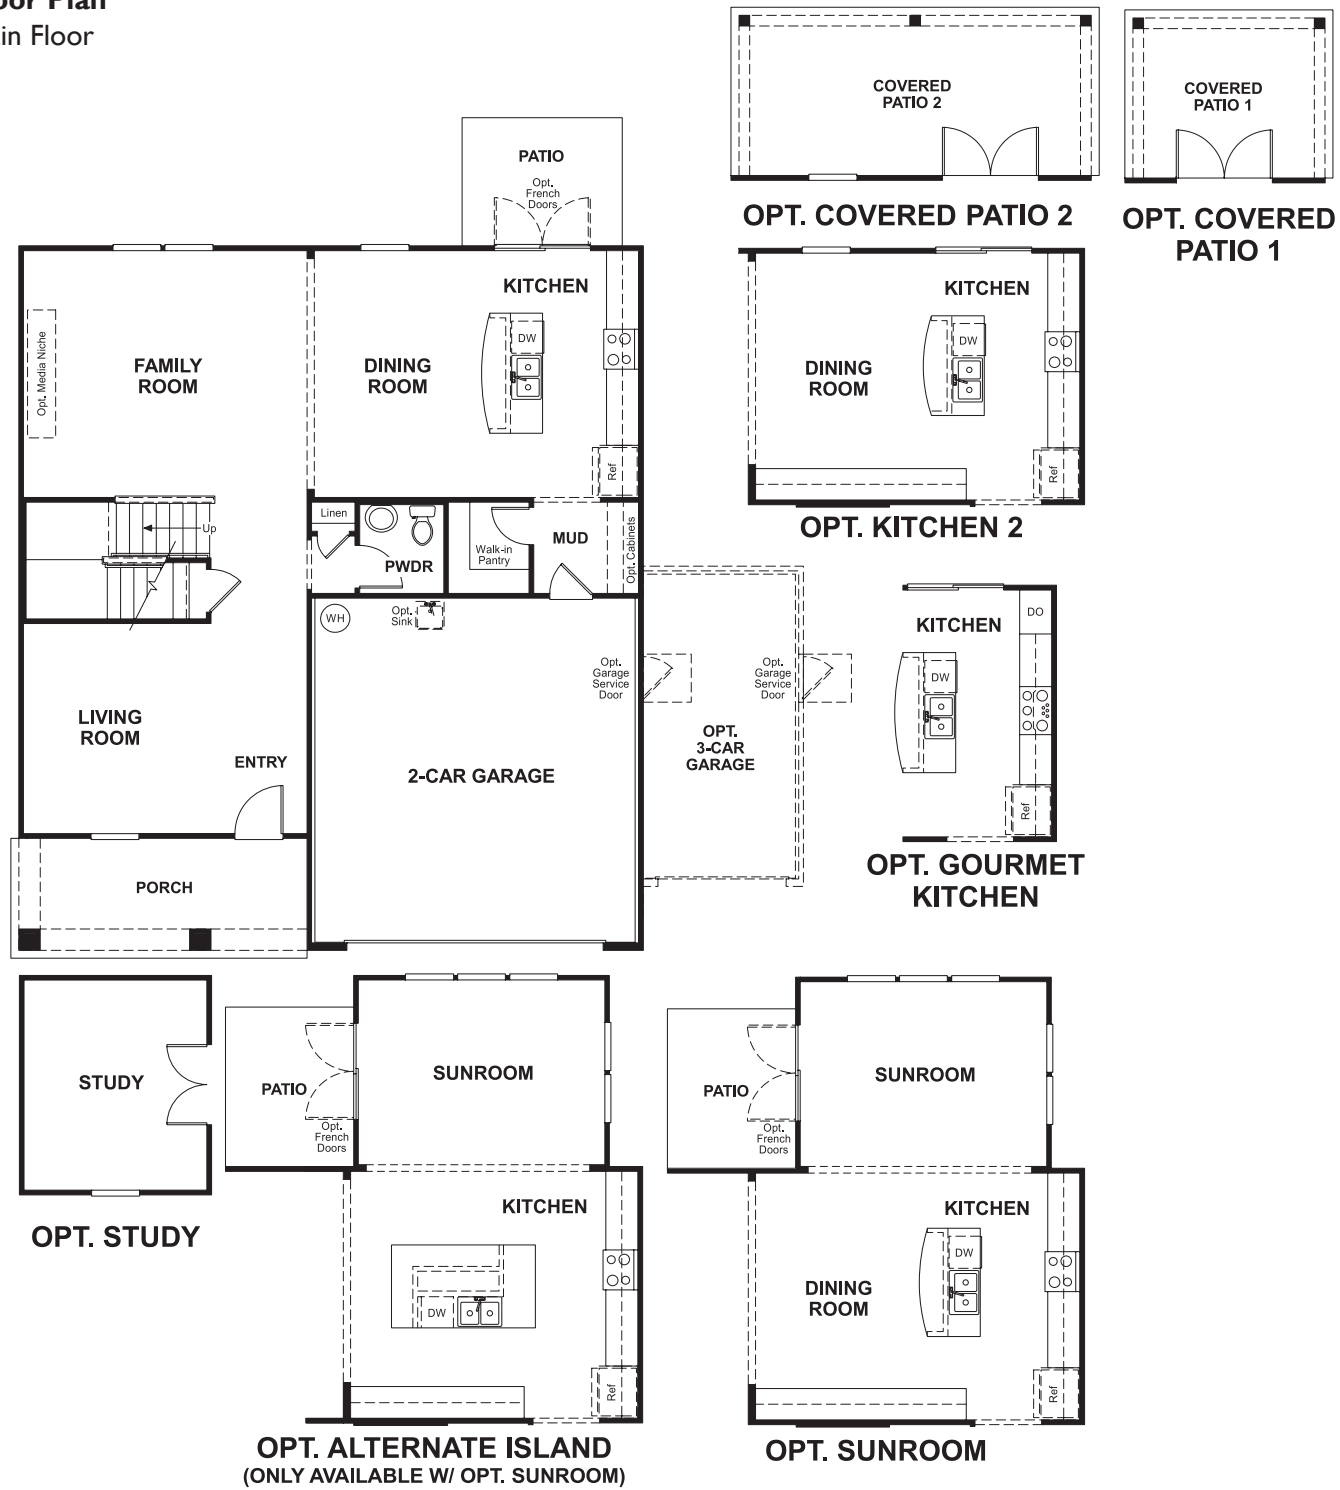 oor Plan
in Floor
COVERED
PATIO 2
OPT. COVERED PATIO 2
COVERED
PATIO 1
OPT. COVERED
PATIO 1
PATIO
Opt.
French
Doors
KITCHEN
DW
Ref
DINING
ROOM
FAMILY
ROOM
Opt. Media Niche
Up
Linen
PWDR
Walk-in
Pantry
MUD
Opt. Cabinets
WH
Opt.
Sink
Opt.
Garage
Service
Door
Opt.
Garage
Service
Door
OPT.
3-CAR
GARAGE
2-CAR GARAGE
LIVING
ROOM
ENTRY
PORCH
KITCHEN
DW
DINING
ROOM
Ref
OPT. KITCHEN 2
DO
KITCHEN
DW
Ref
OPT. GOURMET
KITCHEN
STUDY
OPT. STUDY
SUNROOM
PATIO
Opt.
French
Doors
KITCHEN
DW
Ref
OPT. ALTERNATE ISLAND
(ONLY AVAILABLE W/ OPT. SUNROOM)
SUNROOM
PATIO
Opt.
French
Doors
KITCHEN
DW
DINING
ROOM
Ref
OPT. SUNROOM